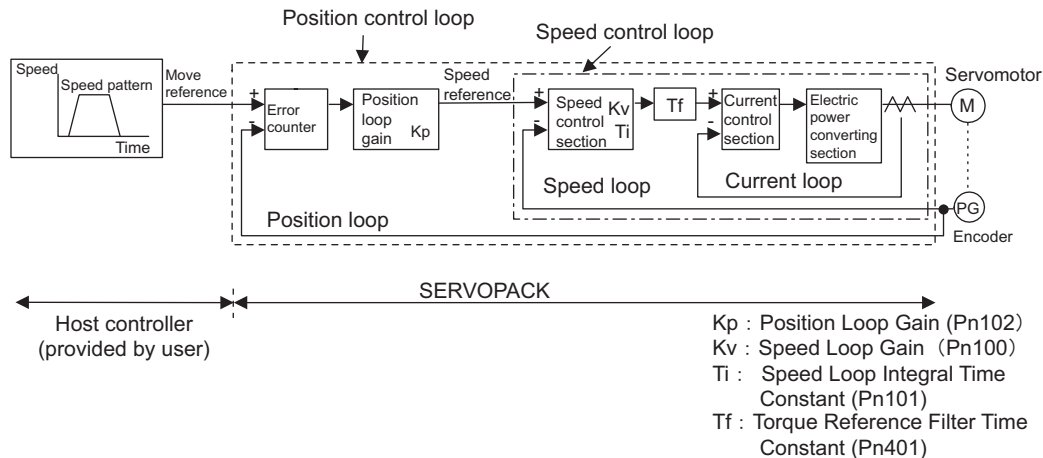 Position control loop
Speed control loop
Speed
Speed pattern
Time
Move
reference
+
-
Error
counter
-
Position
loop
gain Kp
Speed
reference
+
-
Speed
control
section
Kv
Ti
Tf
+
-
Current
control
section
Electric
power
converting
section
Servomotor
M
Speed loop
Current loop
Position loop
PG
Encoder
SERVOPACK
Host controller
(provided by user)
Kp : Position Loop Gain (Pn102)
Kv : Speed Loop Gain (Pn100)
Ti : Speed Loop Integral Time
Constant (Pn101)
Tf : Torque Reference Filter Time
Constant (Pn401)